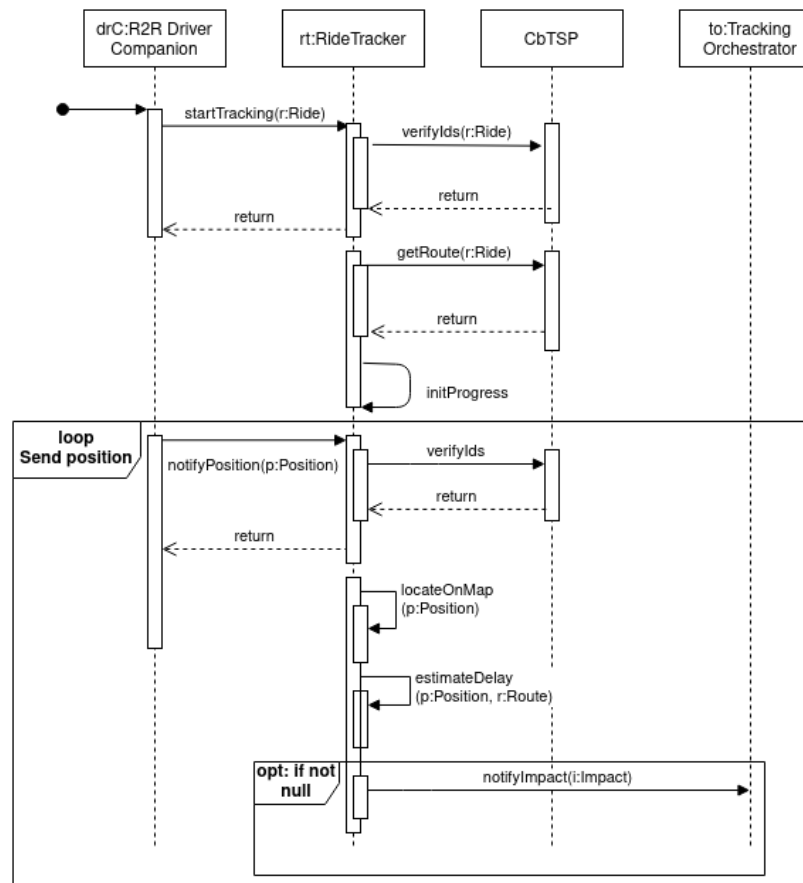 drC:R2R Driver
Companion
rt:RideTracker
CbTSP
to:Tracking
Orchestrator
startTracking(r:Ride)
verifyIds(r:Ride)
return
return
getRoute(r:Ride)
return
initProgress
loop
Send position
notifyPosition(p:Position)
verifyIds
return
return
locateOnMap
(p:Position)
estimateDelay
(p:Position, r:Route)
opt: if not
null
notifyImpact(i:Impact)